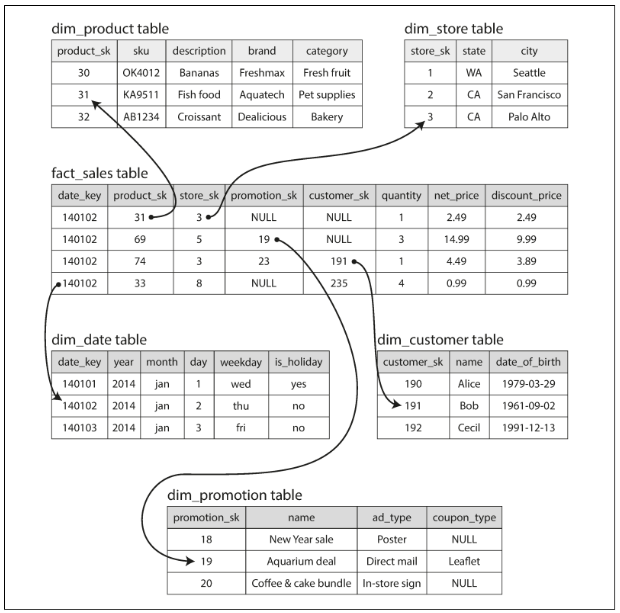 dim_product table
product_sk sku description brand category
30 OK4012 Bananas Freshmax Fresh fruit
31 KA9511 Fish food Aquatech Pet supplies
32 AB1234 Croissant Dealicious Bakery
dim_store table
store_sk state city
1 WA Seattle
2 CA San Francisco
3 CA Palo Alto
fact_sales table
date_key product_sk store_sk promotion_sk customer_sk quantity net_price discount_price
140102 31 3 NULL NULL 1 2.49 2.49
140102 69 5 19 NULL 3 14.99 9.99
140102 74 3 23 191 1 4.49 3.89
140102 33 8 NULL 235 4 0.99 0.99
dim_date table
date_key year month day weekday is_holiday
140101 2014 jan 1 wed yes
140102 2014 jan 2 thu no
140103 2014 jan 3 fri no
dim_customer table
customer_sk name date_of_birth
190 Alice 1979-03-29
191 Bob 1961-09-02
192 Cecil 1991-12-13
dim_promotion table
promotion_sk name ad_type coupon_type
18 New Year sale Poster NULL
19 Aquarium deal Direct mail Leaflet
20 Coffee & cake bundle In-store sign NULL